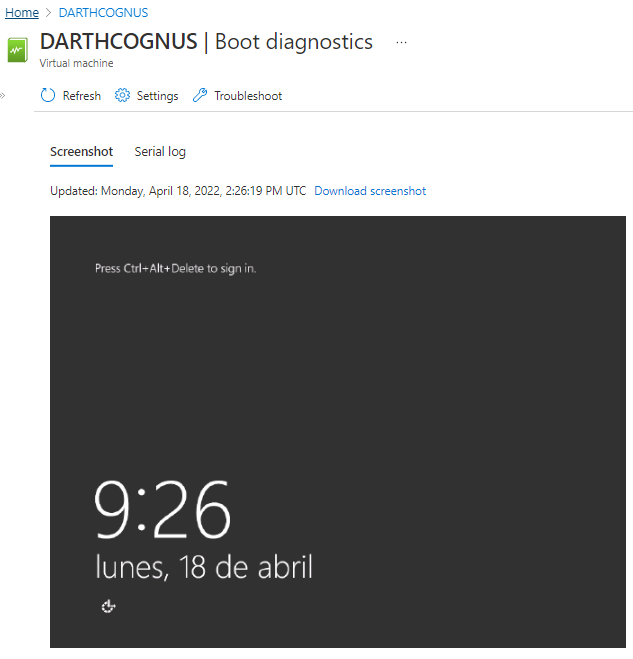 Home > DARTHCOGNUS
DARTHCOGNUS | Boot diagnostics ...
Virtual machine
» Refresh Settings Troubleshoot
Screenshot Serial log
Updated: Monday, April 18, 2022, 2:26:19 PM UTC Download screenshot
Press Ctrl+Alt+Delete to sign in.
9:26
lunes, 18 de abril